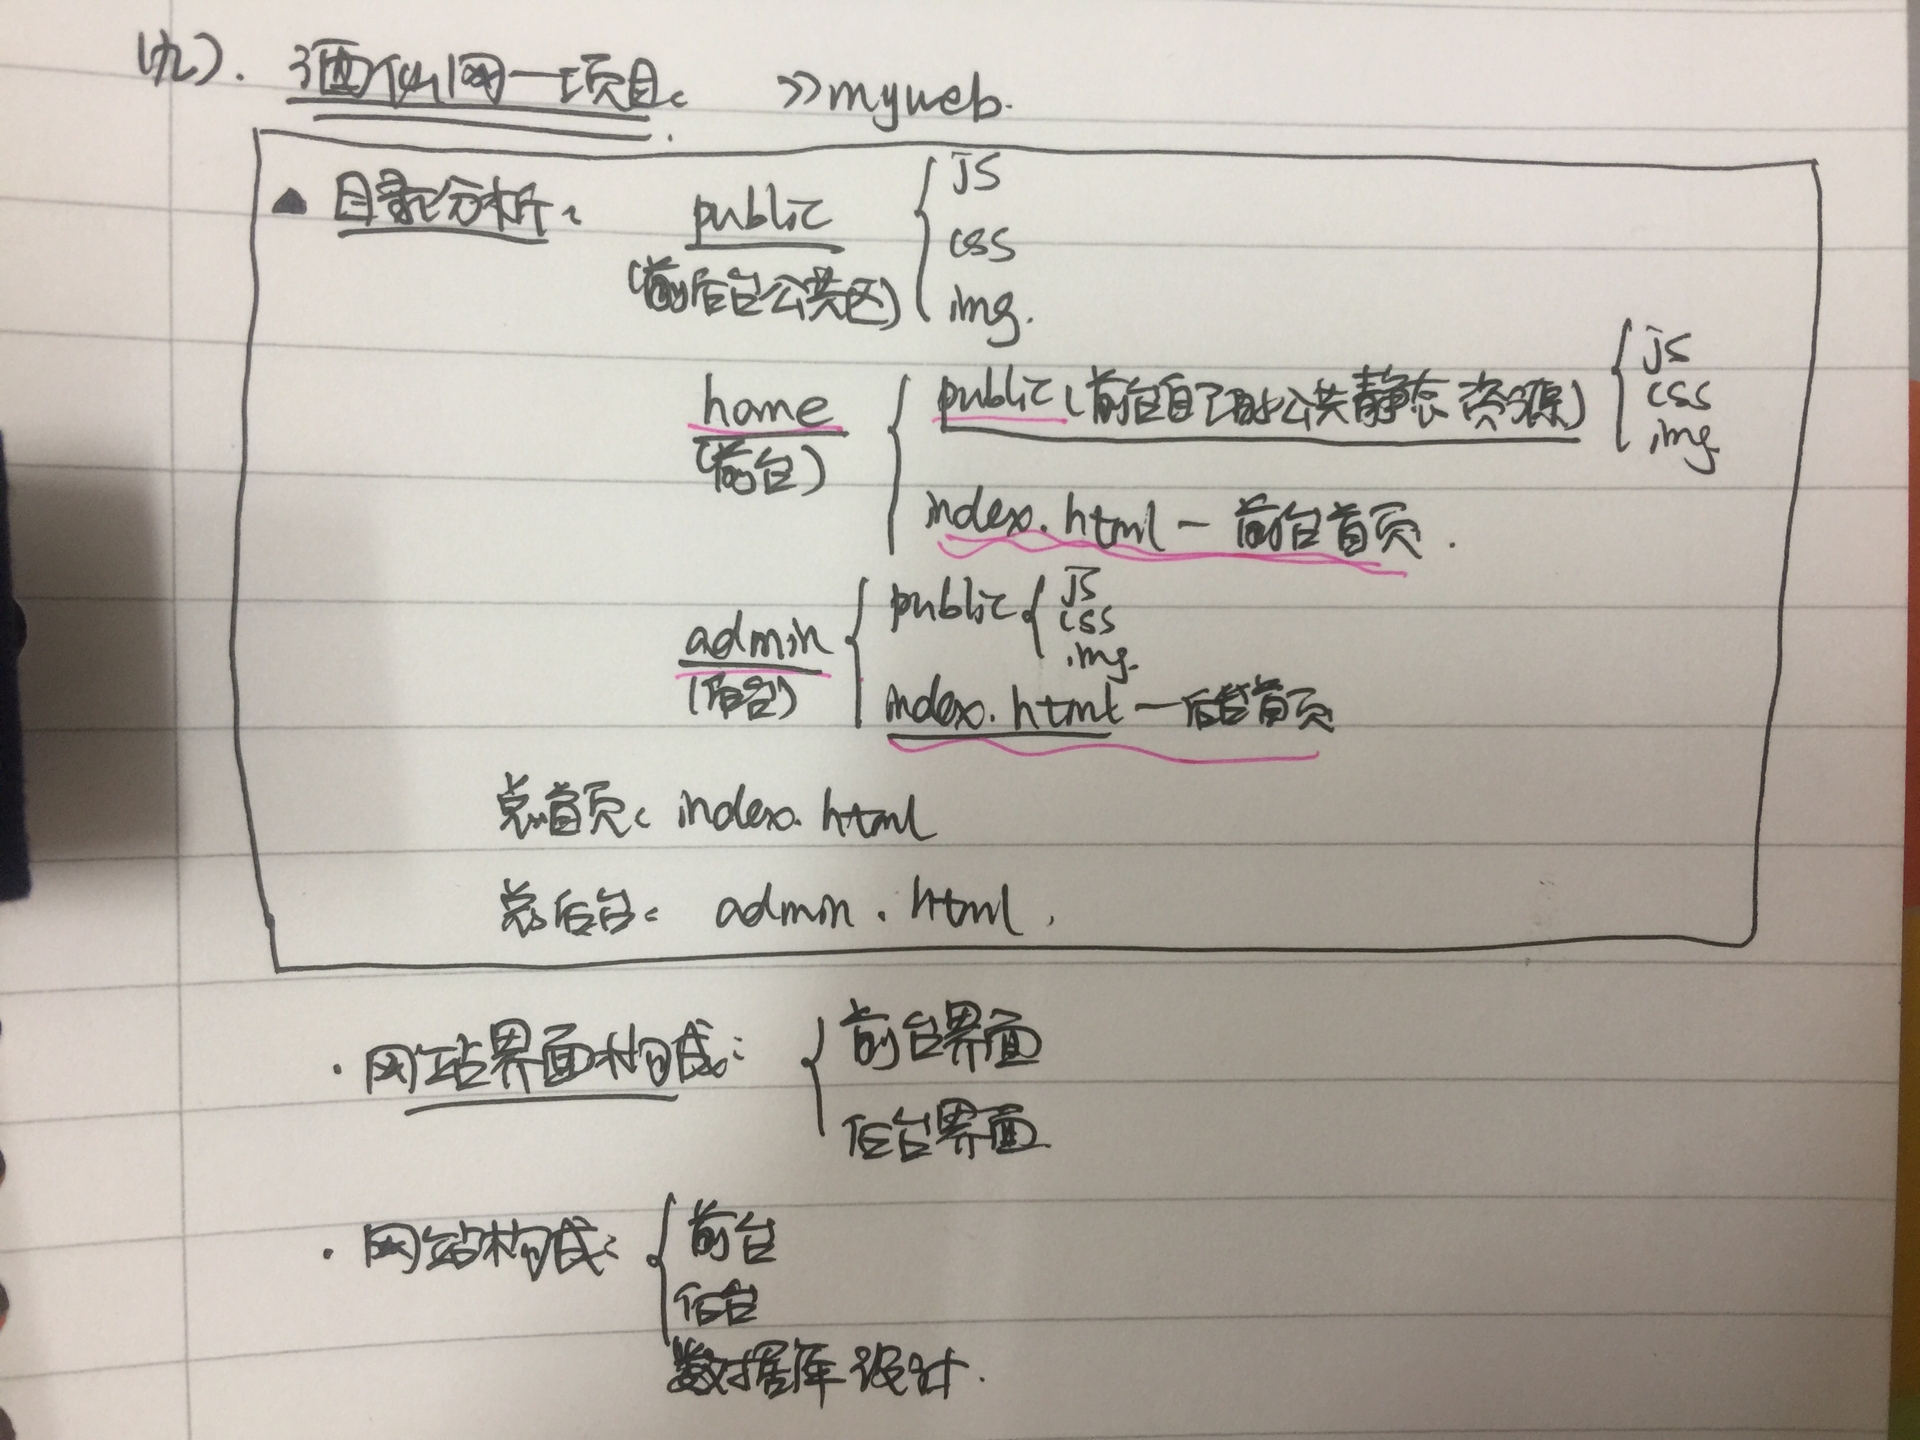 (九). 酒仙网一项目: >>myweb.
▲ 目录分析: public { js
css
(前后台公共区) img.
home { public (前台自己的公共静态资源) { js
css
img
(前台)
index.html — 前台首页.
admin { public { js
css
img.
(后台) index.html — 后台首页
总首页: index.html
总后台: admin.html.
· 网站界面构成: { 前台界面
后台界面
· 网站构成: { 前台
后台
数据库设计.